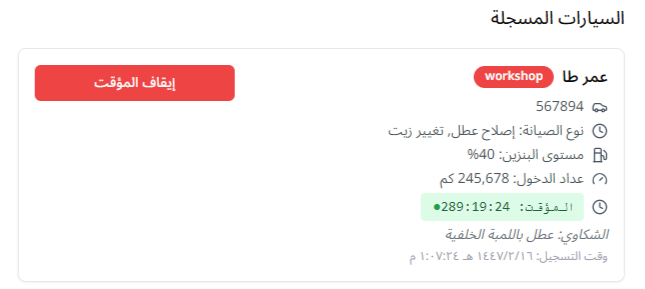 السيارات المسجلة
عمر طا workshop إيقاف المؤقت
567894
نوع الصيانة: إصلاح عطل, تغيير زيت
مستوى البنزين: 40%
عداد الدخول: 245,678 كم
المؤقت: 289:19:24●
الشكاوي: عطل باللمبة الخلفية
وقت التسجيل: ١٤٤٧/٢/١٦ هـ ١:٠٧:٢٤ م